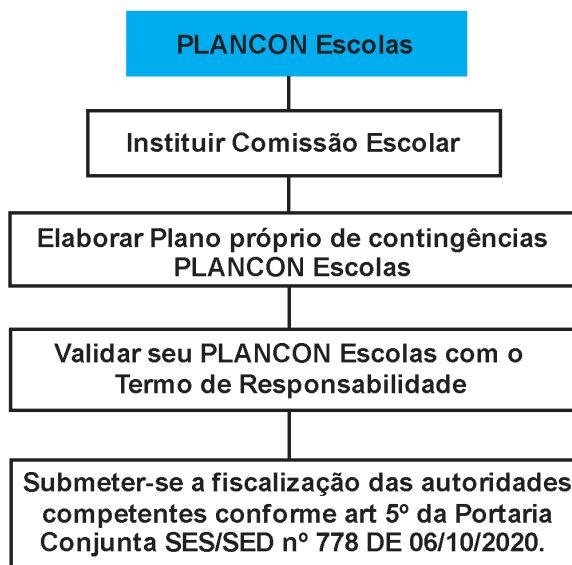 PLANCON Escolas
Instituir Comissão Escolar
Elaborar Plano próprio de contingências
PLANCON Escolas
Validar seu PLANCON Escolas com o
Termo de Responsabilidade
Submeter-se a fiscalização das autoridades
competentes conforme art 5º da Portaria
Conjunta SES/SED nº 778 DE 06/10/2020.